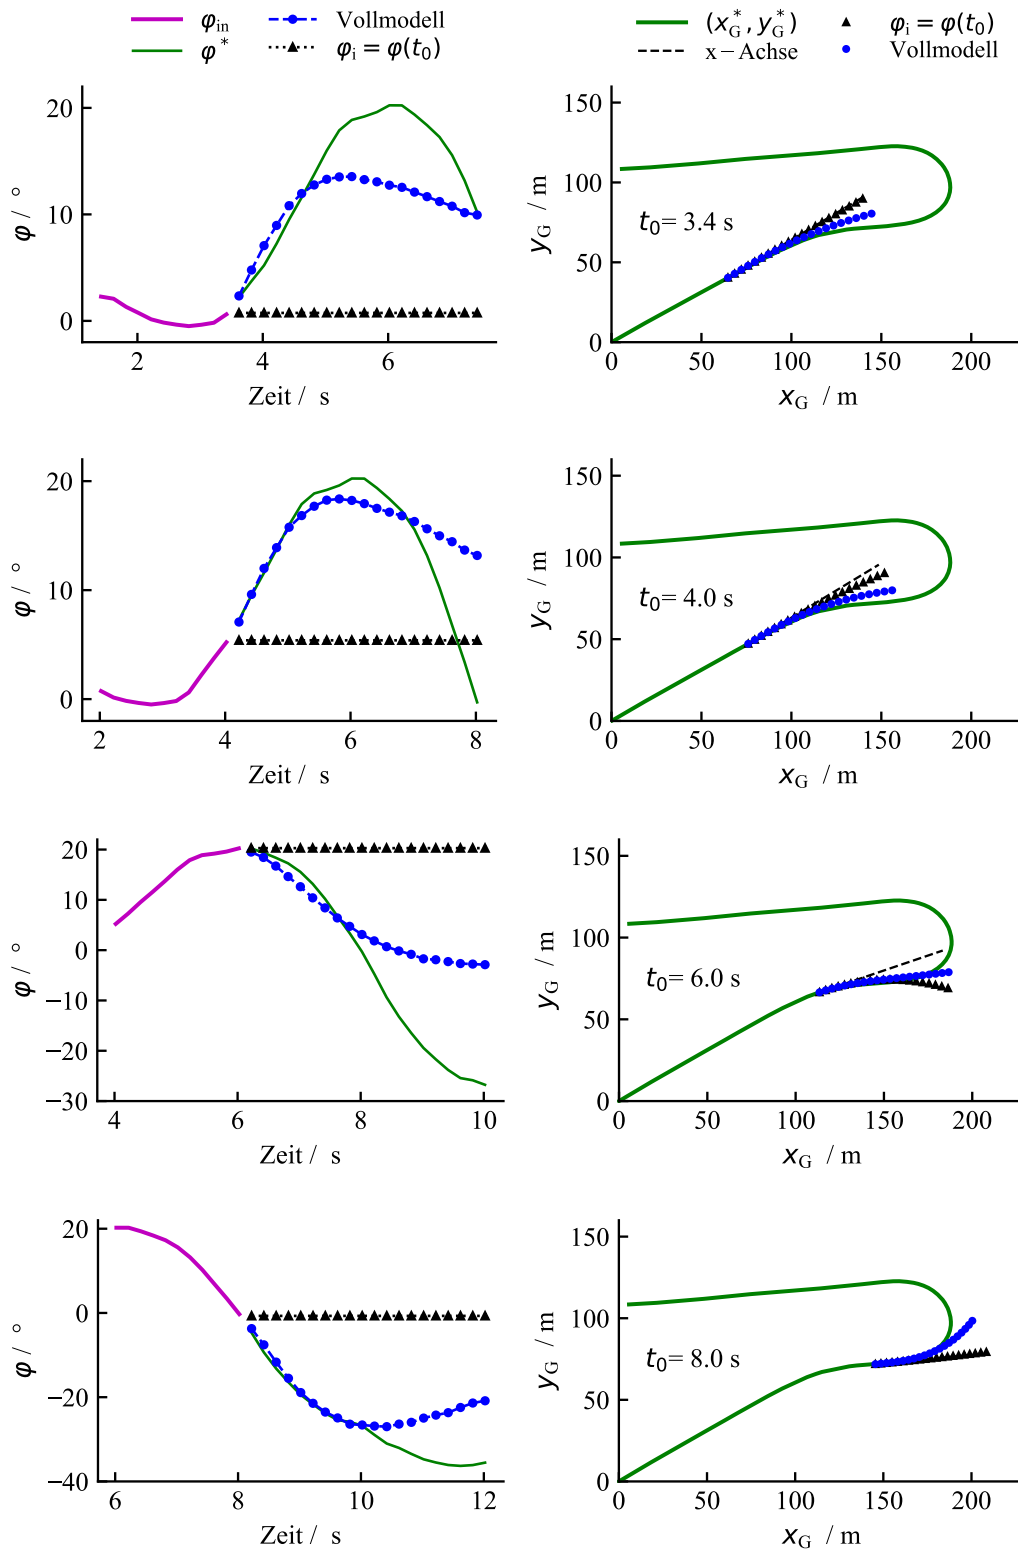 φin Vollmodell
φ* φi = φ(t0)
(xG*, yG*) φi = φ(t0)
x − Achse Vollmodell
20
10
0
φ / °
2 4 6
Zeit / s
150
100
50
0
yG / m
t0= 3.4 s
0 50 100 150 200
xG / m
20
10
0
φ / °
2 4 6 8
Zeit / s
150
100
50
0
yG / m
t0= 4.0 s
0 50 100 150 200
xG / m
20
10
0
−10
−20
−30
φ / °
4 6 8 10
Zeit / s
150
100
50
0
yG / m
t0= 6.0 s
0 50 100 150 200
xG / m
20
0
−20
−40
φ / °
6 8 10 12
Zeit / s
150
100
50
0
yG / m
t0= 8.0 s
0 50 100 150 200
xG / m